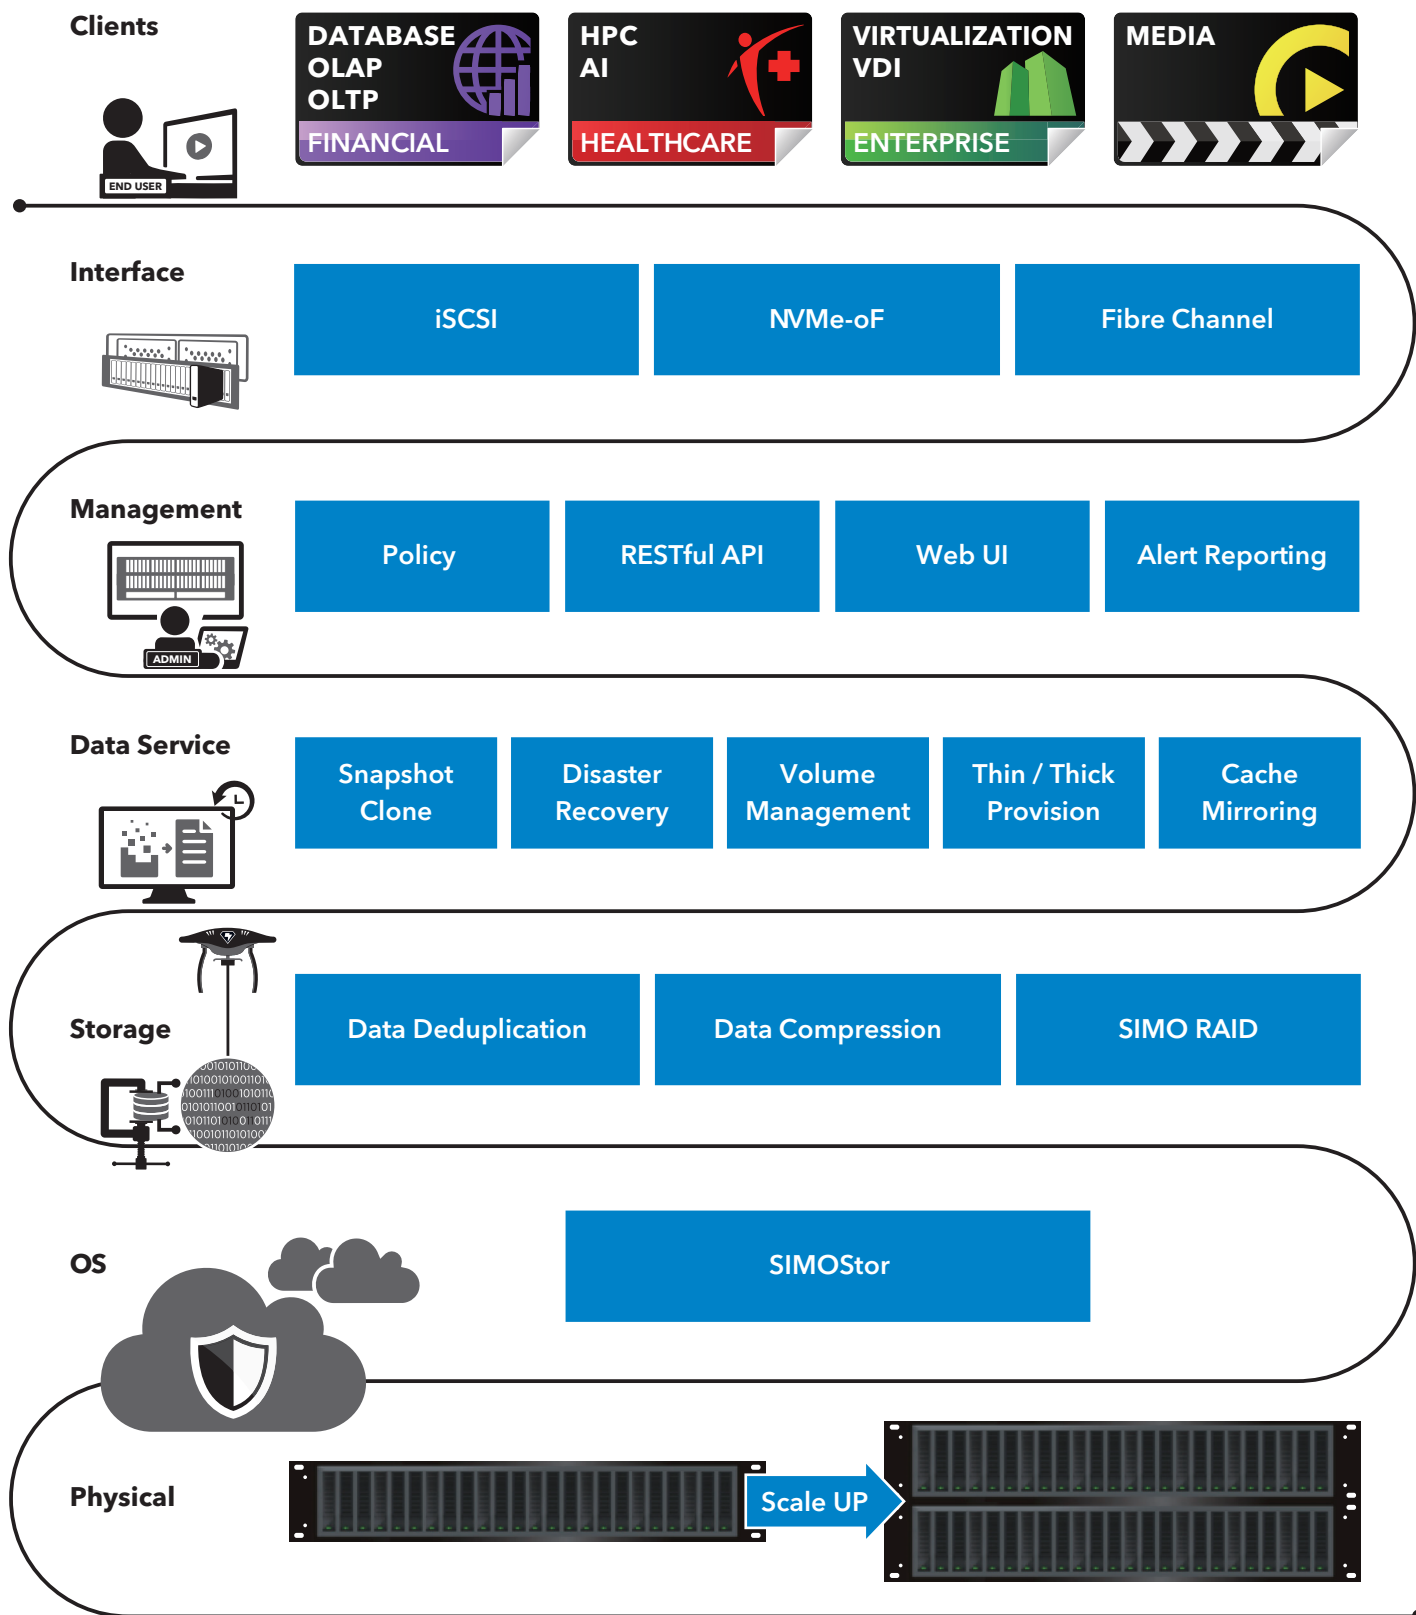 Clients
DATABASE
OLAP
OLTP
FINANCIAL
HPC
AI
HEALTHCARE
VIRTUALIZATION
VDI
ENTERPRISE
MEDIA
END USER
Interface
iSCSI
NVMe-oF
Fibre Channel
Management
Policy
RESTful API
Web UI
Alert Reporting
ADMIN
Data Service
Snapshot
Clone
Disaster
Recovery
Volume
Management
Thin / Thick
Provision
Cache
Mirroring
Storage
Data Deduplication
Data Compression
SIMO RAID
OS
SIMOStor
Physical
Scale UP